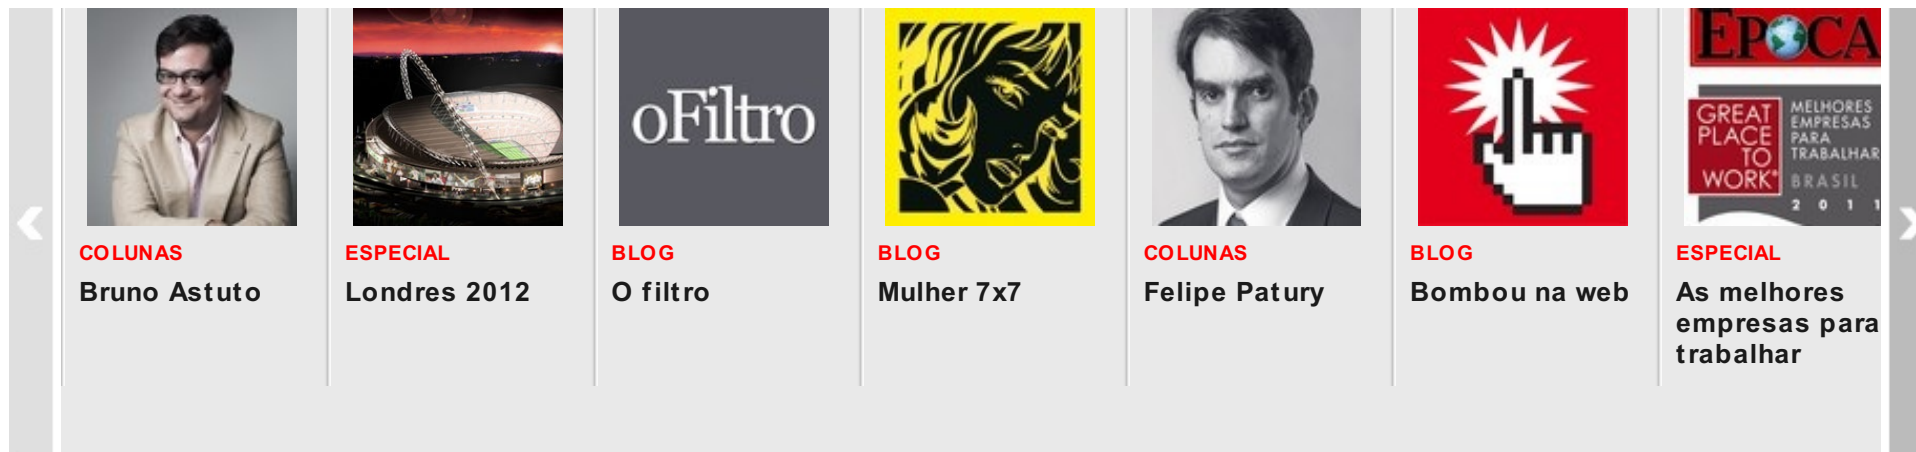 oFiltro
ÉPOCA
GREAT
PLACE
TO
WORK®
MELHORES
EMPRESAS
PARA
TRABALHAR
BRASIL
2011
COLUNAS
Bruno Astuto
ESPECIAL
Londres 2012
BLOG
O filtro
BLOG
Mulher 7x7
COLUNAS
Felipe Patury
BLOG
Bombou na web
ESPECIAL
As melhores
empresas para
trabalhar